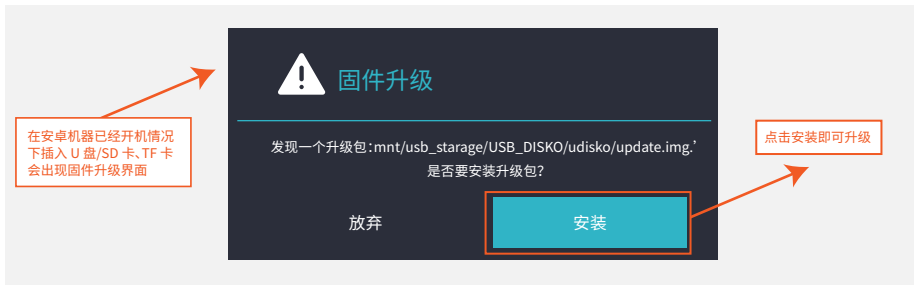 固件升级
在安卓机器已经开机情况
下插入 U 盘/SD 卡、TF 卡
会出现固件升级界面
发现一个升级包:mnt/usb_starage/USB_DISKO/udisko/update.img.’
是否要安装升级包?
点击安装即可升级
放弃
安装